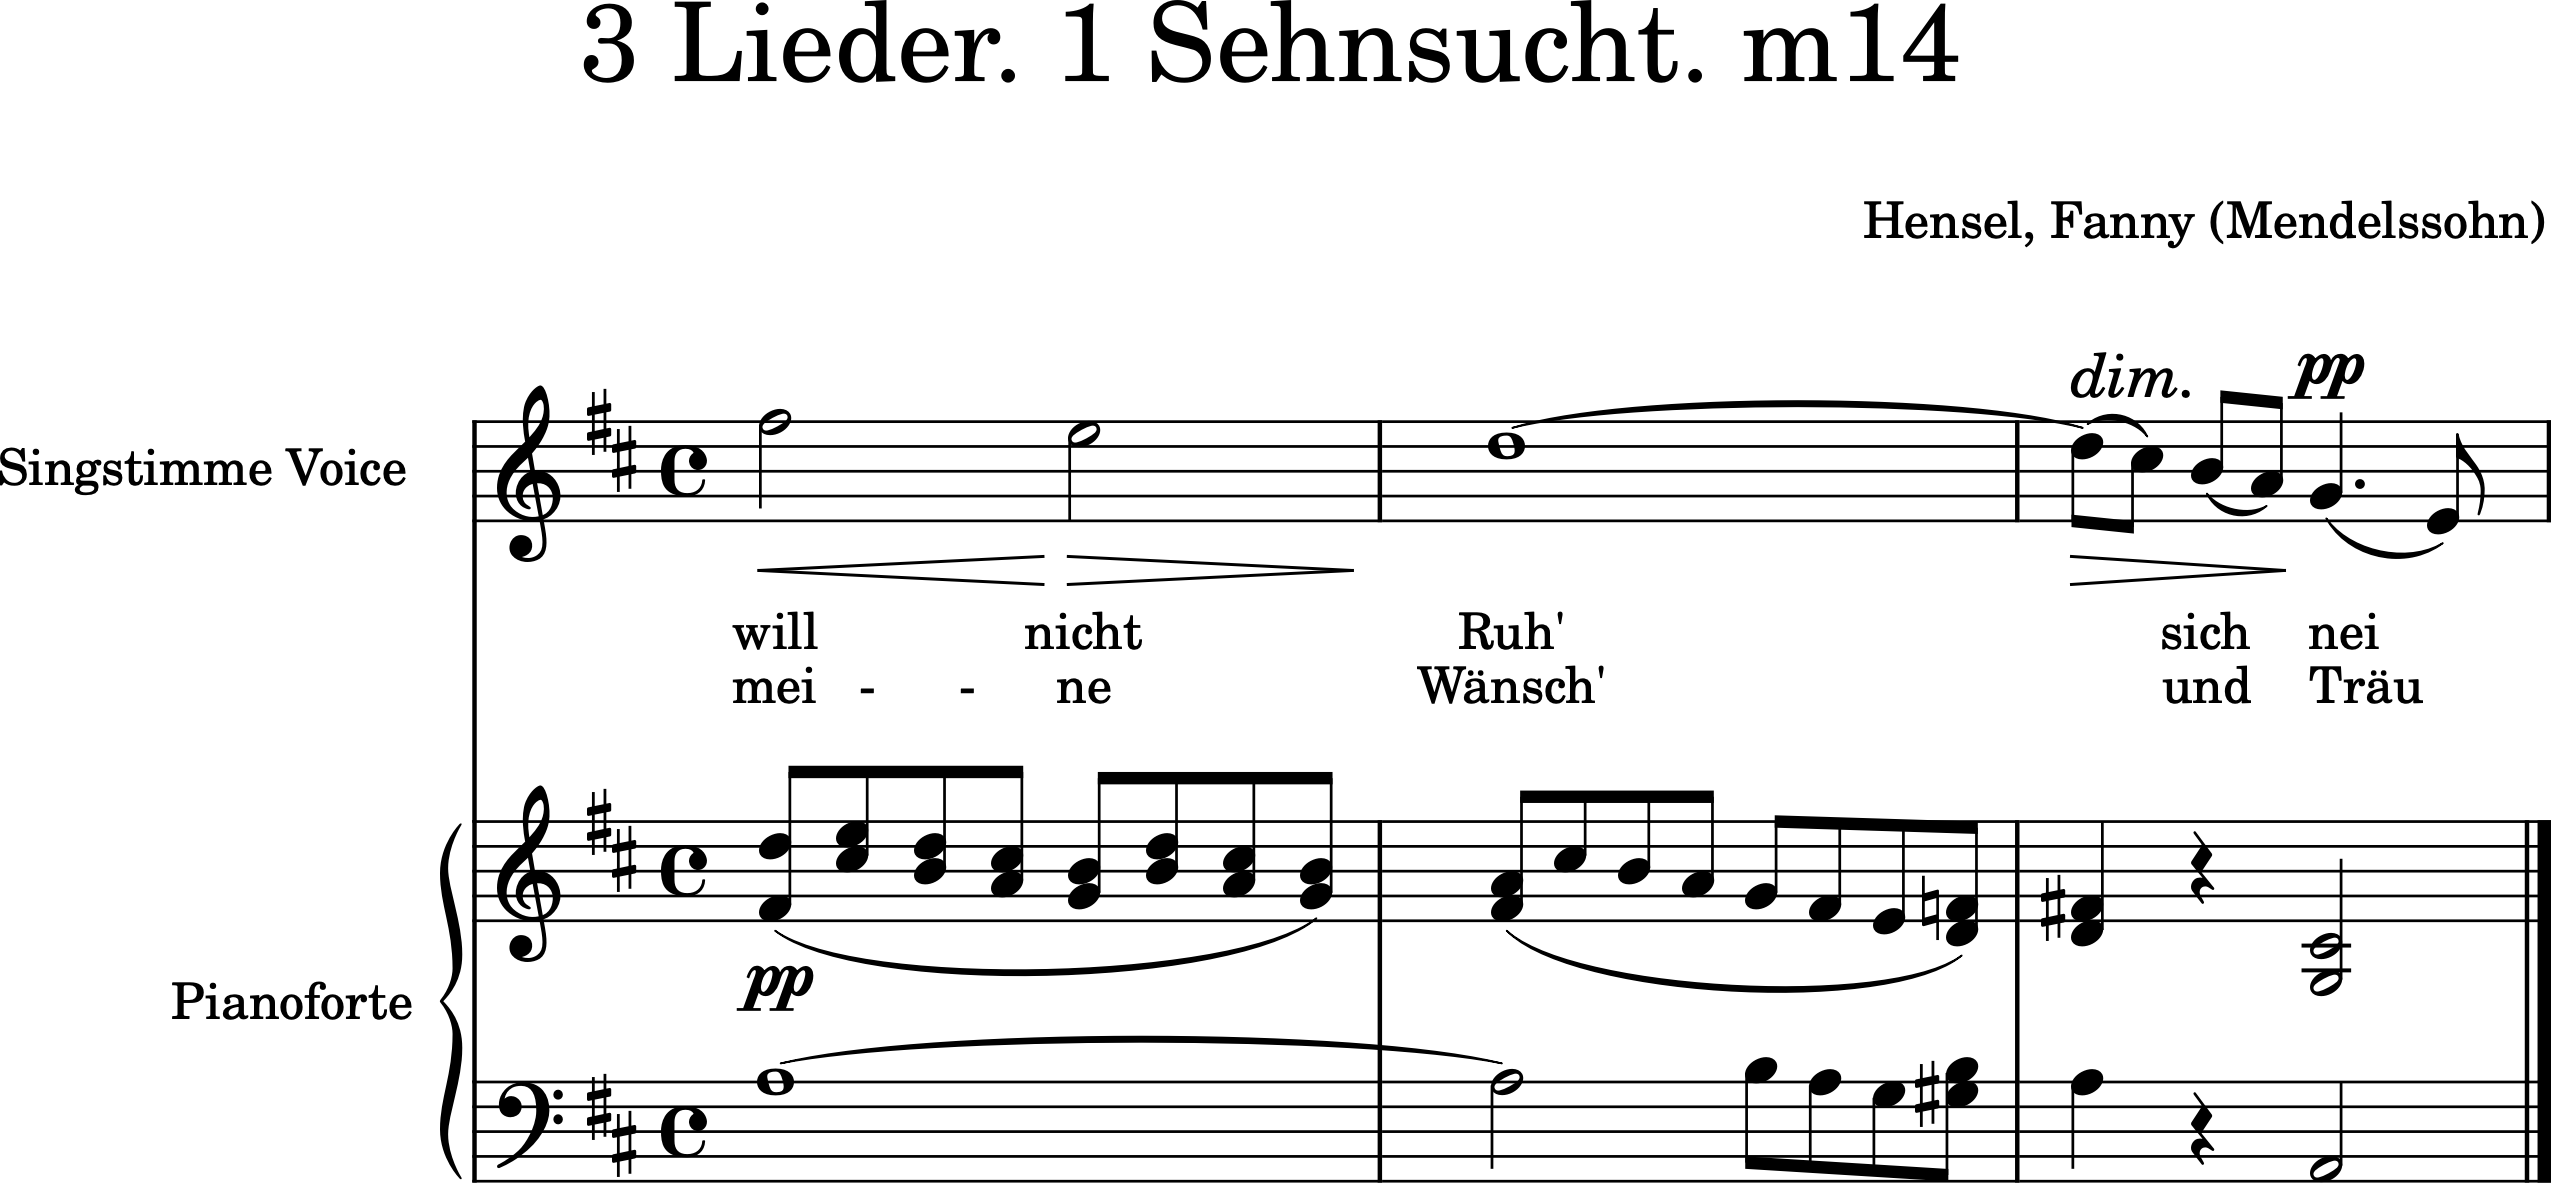 3 Lieder. 1 Sehnsucht. m14
Hensel, Fanny (Mendelssohn)
dim. pp
Singstimme Voice
will nicht Ruh' sich nei
mei - - ne Wänsch' und Träu
pp
Pianoforte